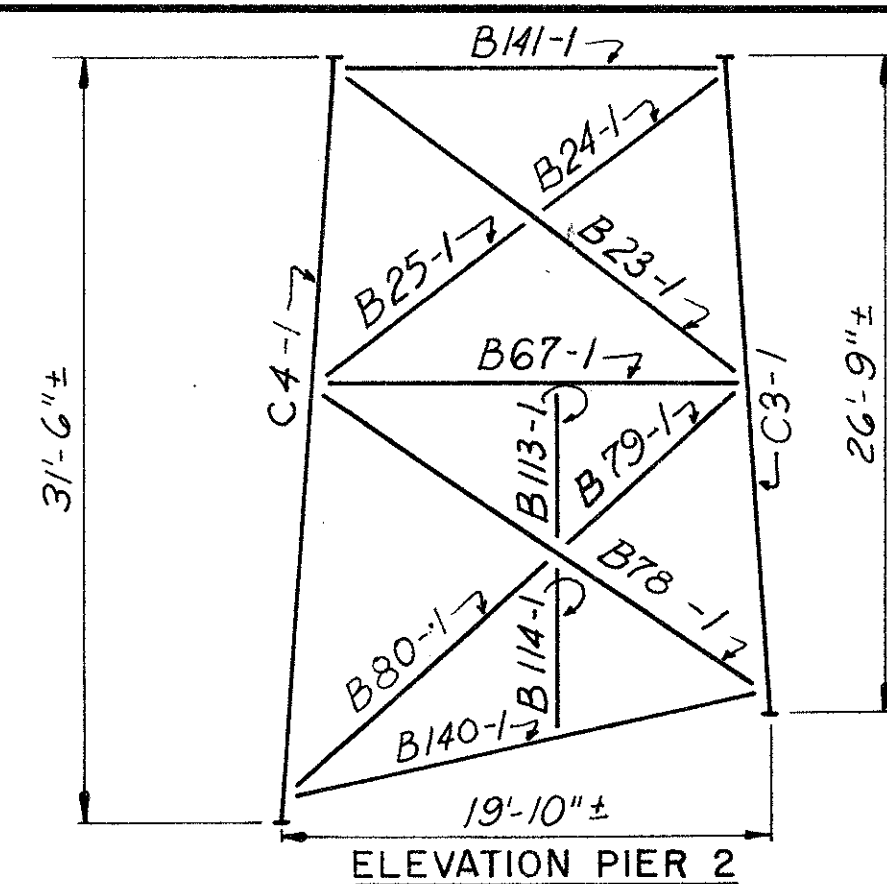 B141-1
B24-1
B25-1
B23-1
C4-1
B67-1
C3-1
31'-6"±
26'-9"±
B113-1
B79-1
B78 -1
B80-1
B114-1
B140-1
19'-10"±
ELEVATION PIER 2